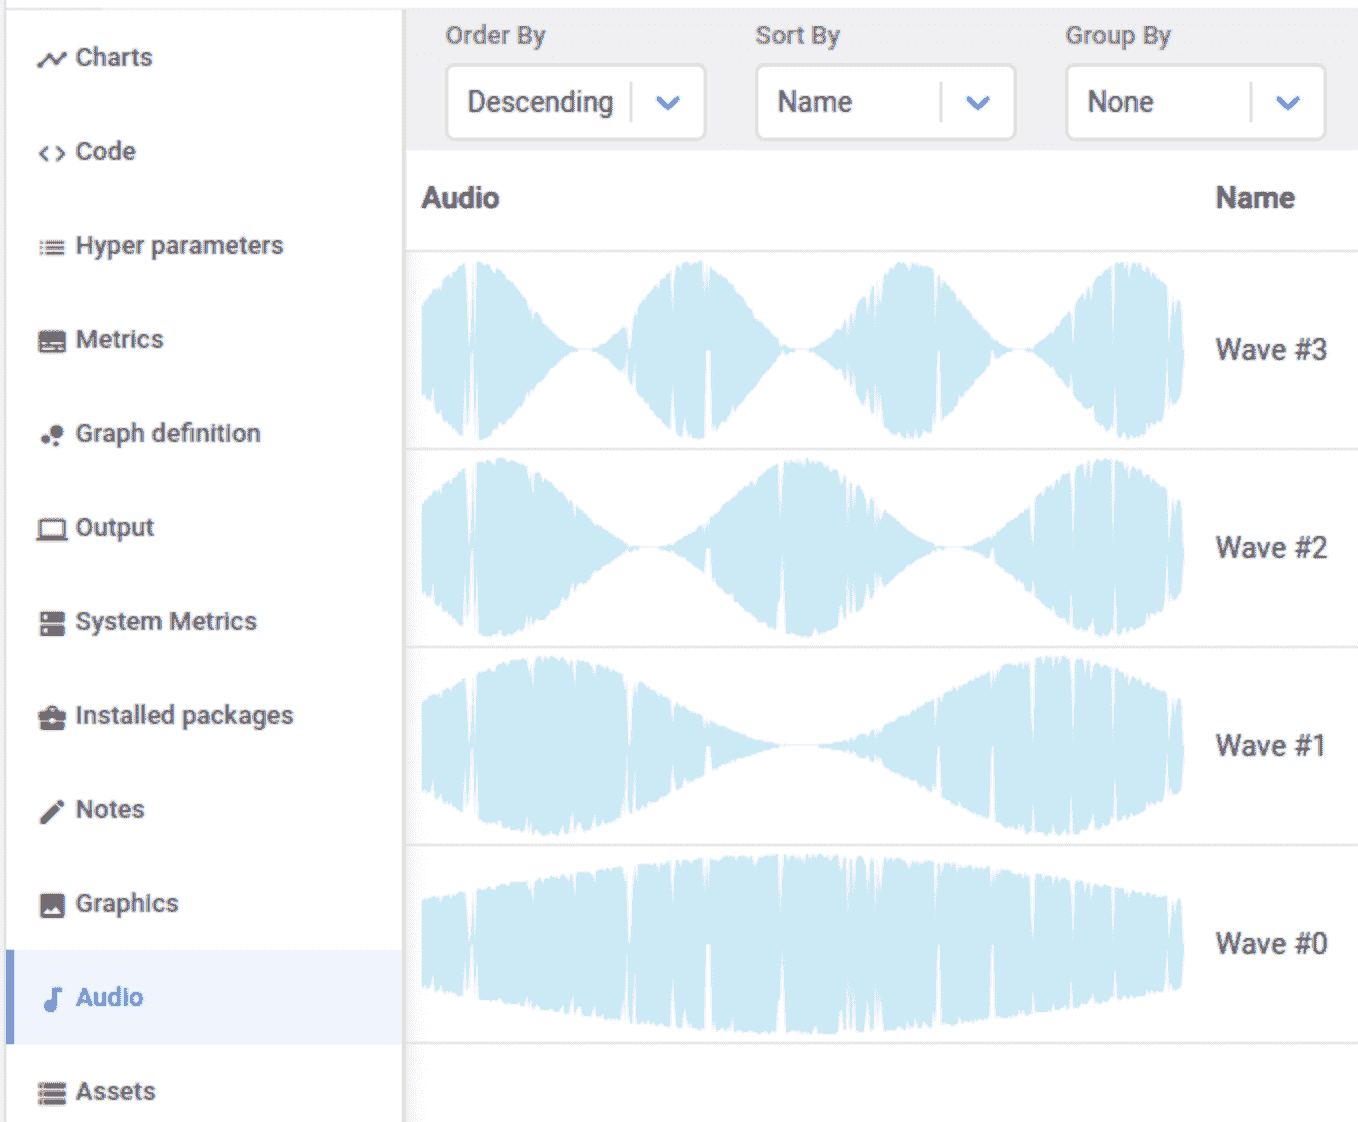 Charts
Code
Hyper parameters
Metrics
Graph definition
Output
System Metrics
Installed packages
Notes
Graphics
Audio
Assets
Order By Sort By Group By
Descending Name None
Audio Name
Wave #3
Wave #2
Wave #1
Wave #0